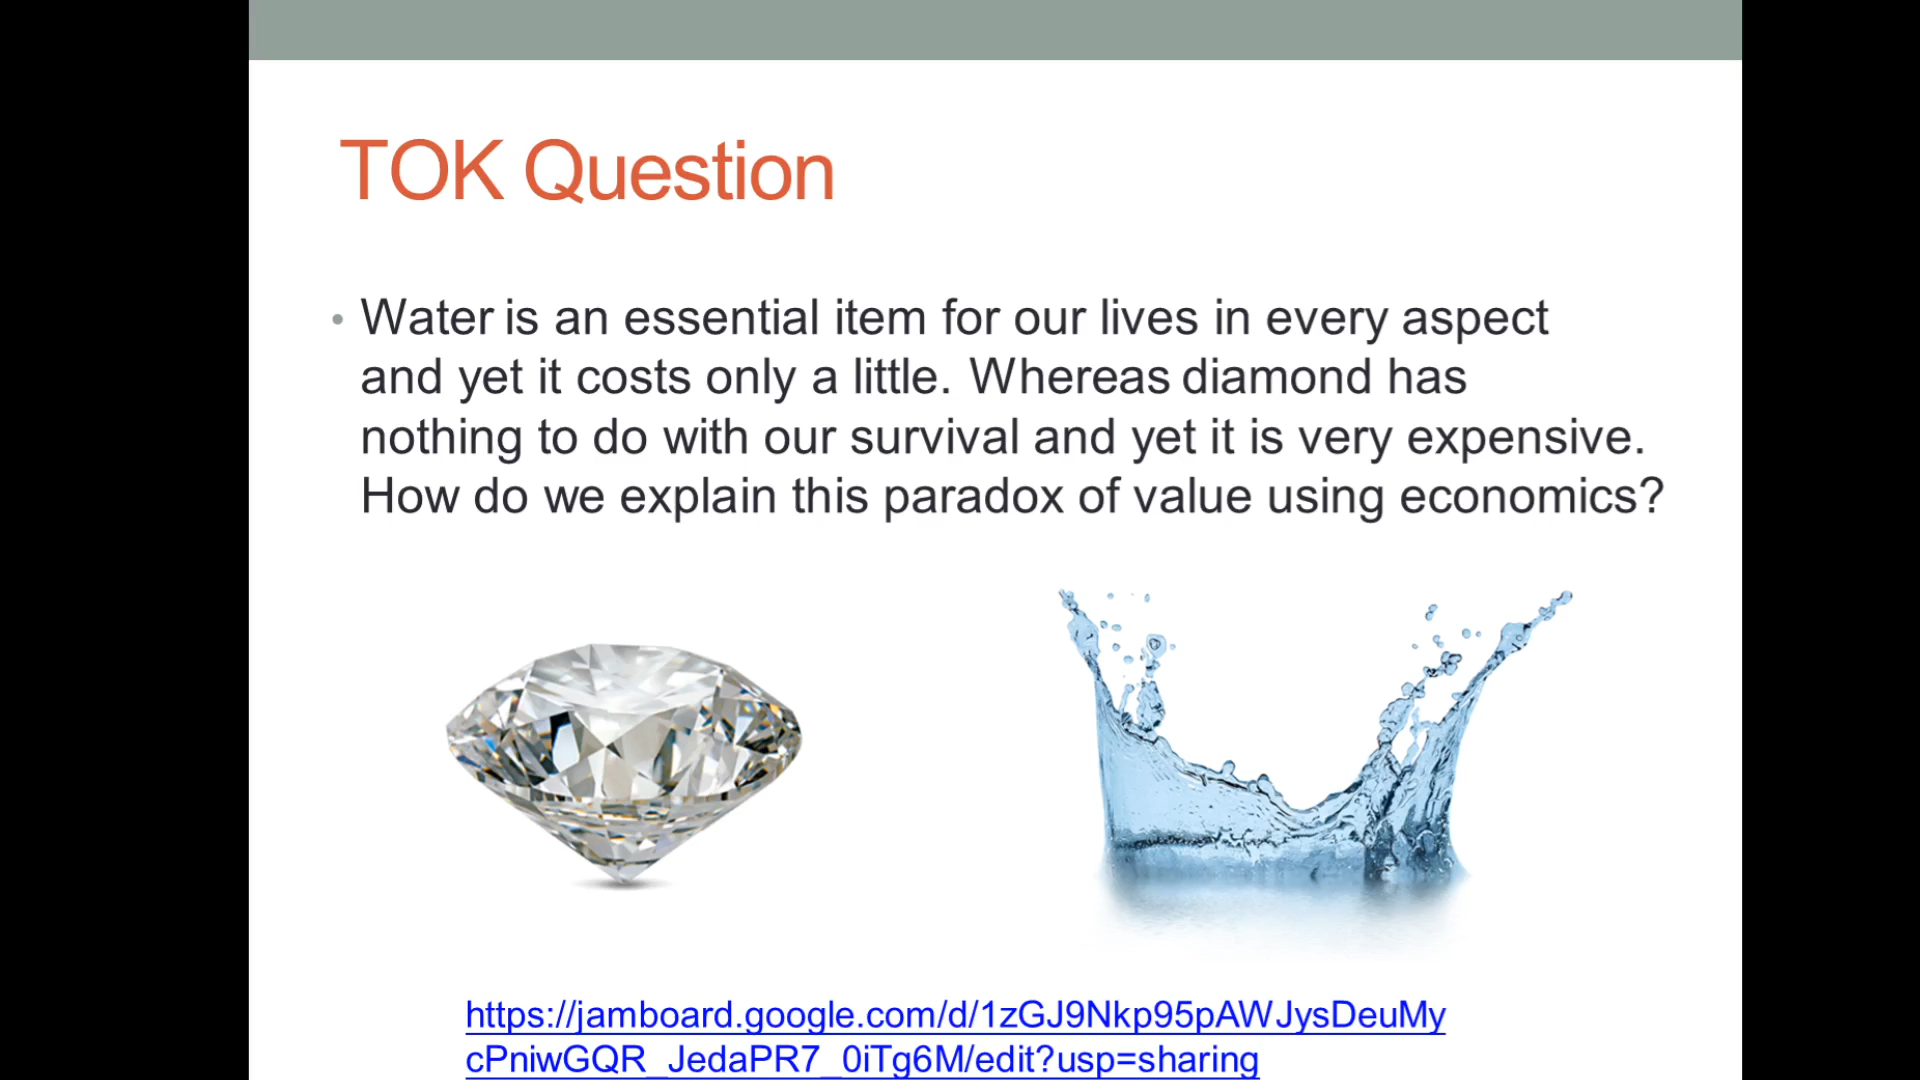 TOK Question
• Water is an essential item for our lives in every aspect
and yet it costs only a little. Whereas diamond has
nothing to do with our survival and yet it is very expensive.
How do we explain this paradox of value using economics?
https://jamboard.google.com/d/1zGJ9Nkp95pAWJysDeuMy
cPniwGQR_JedaPR7_0iTg6M/edit?usp=sharing